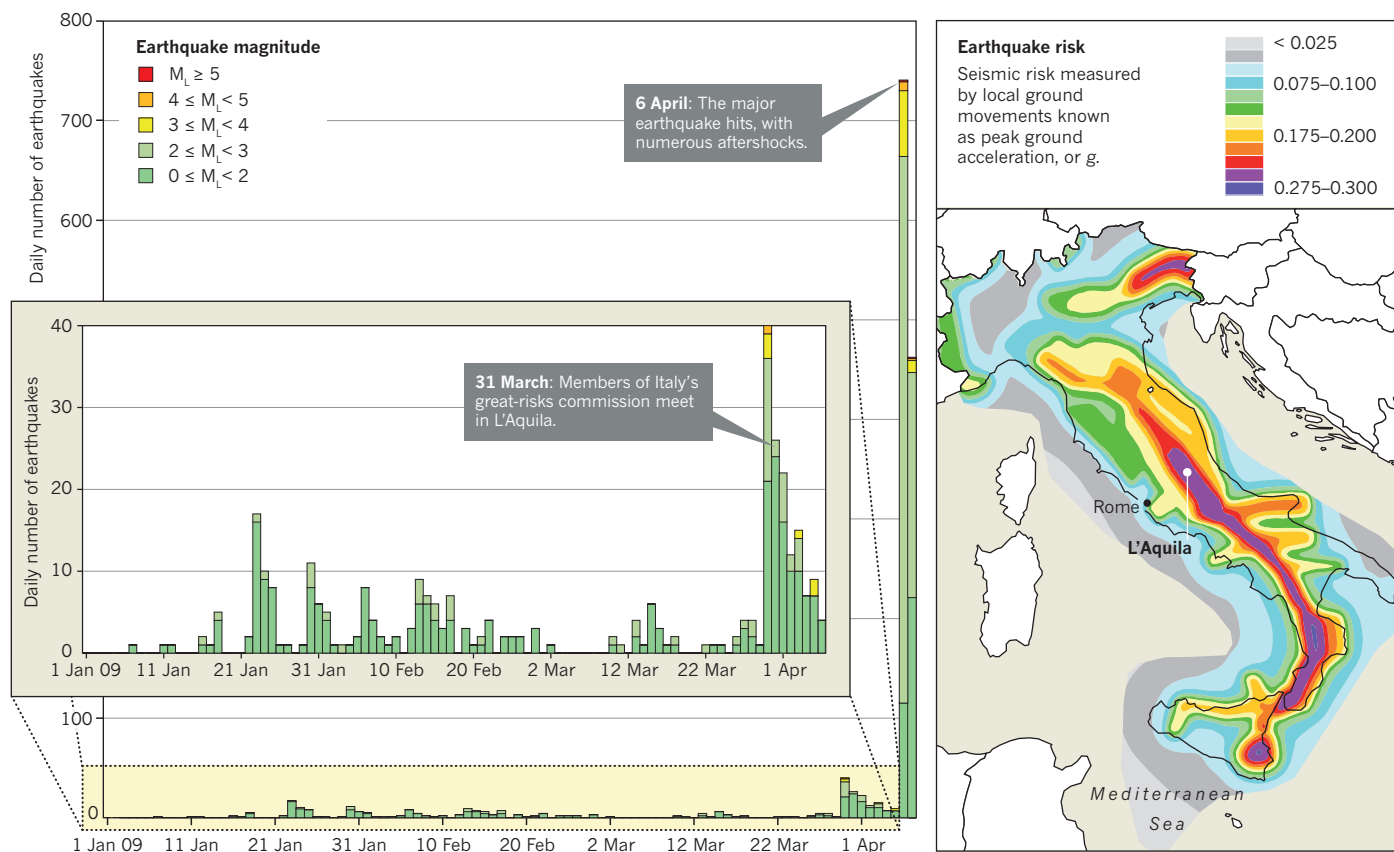 800
700
600
100
0
Daily number of earthquakes
Earthquake magnitude
M_L ≥ 5
4 ≤ M_L < 5
3 ≤ M_L < 4
2 ≤ M_L < 3
0 ≤ M_L < 2
6 April: The major
earthquake hits, with
numerous aftershocks.
40
30
20
10
0
Daily number of earthquakes
31 March: Members of Italy's
great-risks commission meet
in L'Aquila.
1 Jan 09 11 Jan 21 Jan 31 Jan 10 Feb 20 Feb 2 Mar 12 Mar 22 Mar 1 Apr
1 Jan 09 11 Jan 21 Jan 31 Jan 10 Feb 20 Feb 2 Mar 12 Mar 22 Mar 1 Apr
Earthquake risk
Seismic risk measured
by local ground
movements known
as peak ground
acceleration, or g.
< 0.025
0.075–0.100
0.175–0.200
0.275–0.300
Rome
L'Aquila
Mediterranean
Sea